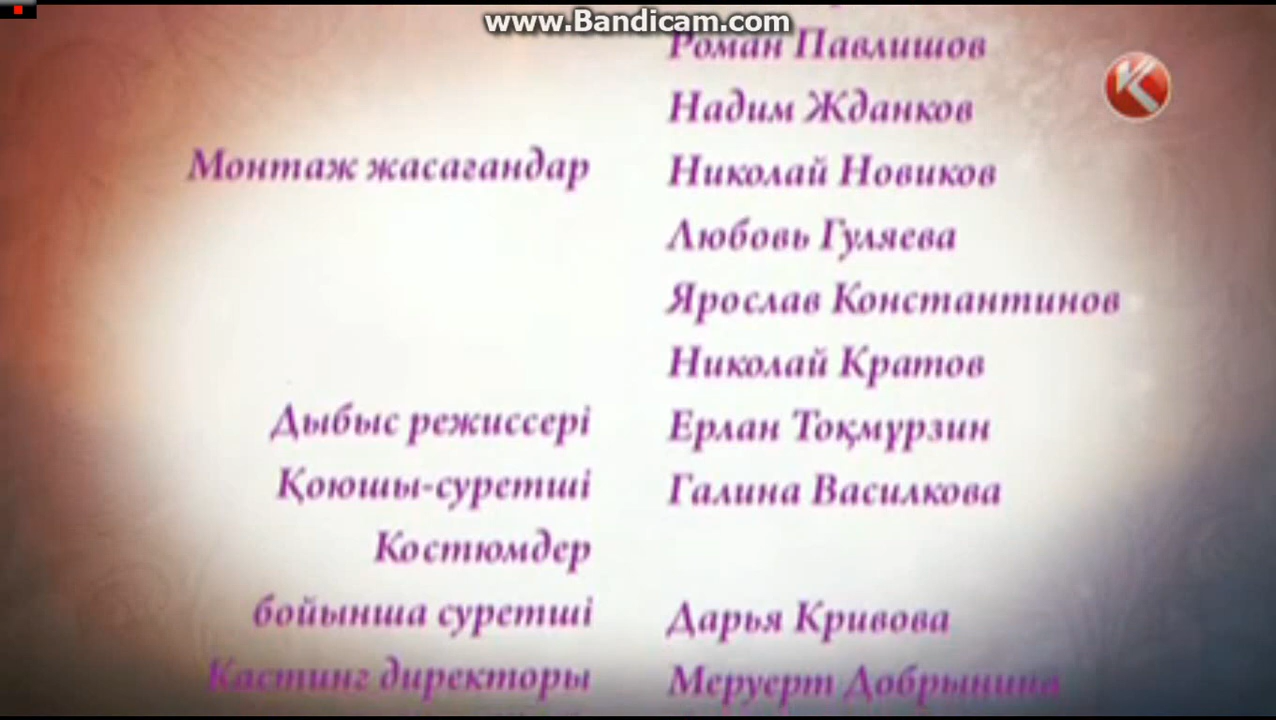 www.Bandicam.com
Роман Павлишов
Надим Жданков
Монтаж жасағандар Николай Новиков
Любовь Гуляева
Ярослав Константинов
Николай Кратов
Дыбыс режиссері Ерлан Тоқмұрзин
Қоюшы-суретші Галина Василкова
Костюмдер
бойынша суретші Дарья Кривова
Кастинг директоры Меруерт Добрынина